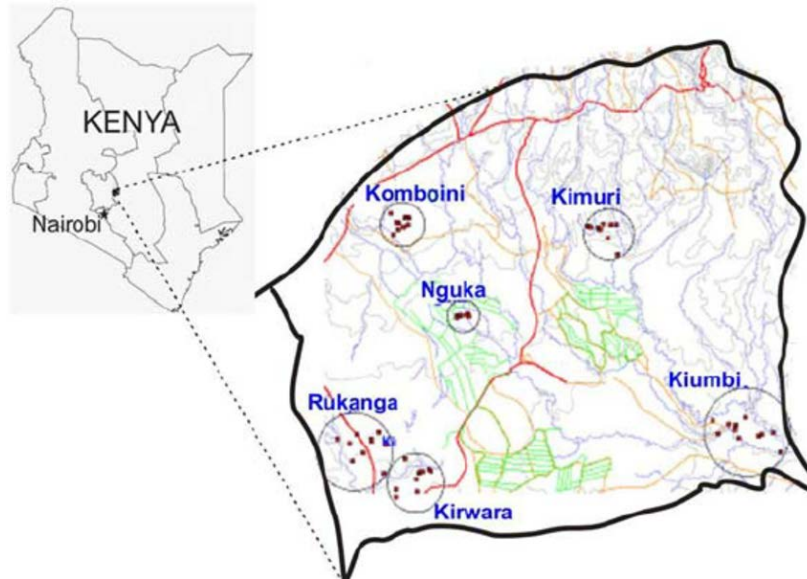 KENYA
Nairobi
Komboini
Kimuri
Nguka
Kiumbi
Rukanga
Kirwara